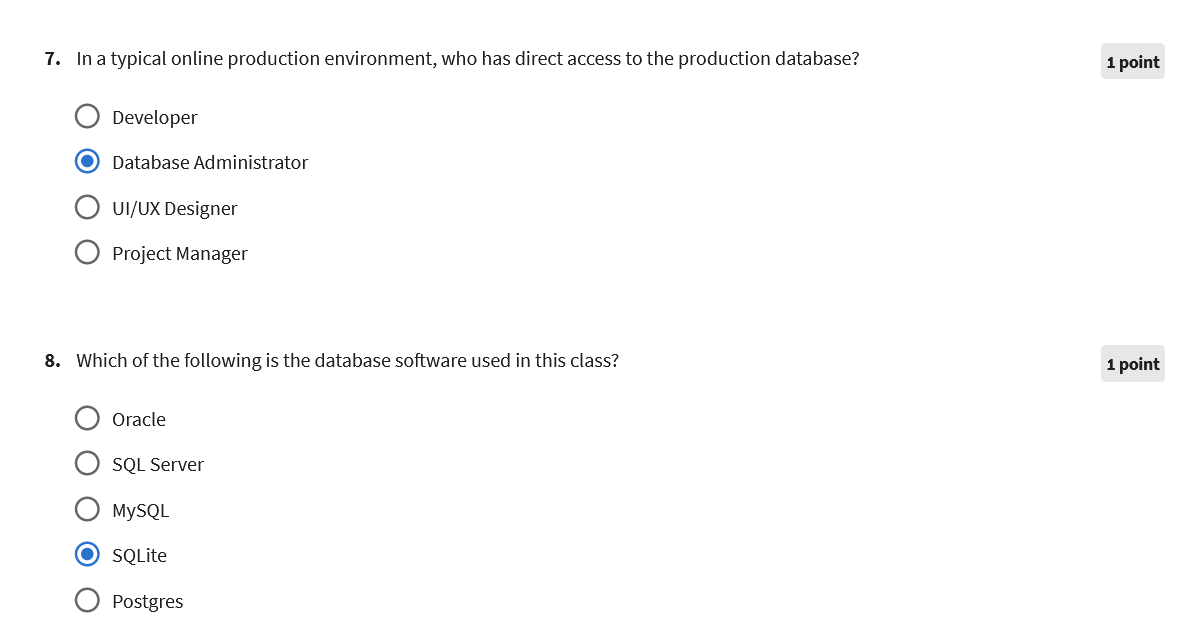 7. In a typical online production environment, who has direct access to the production database?
1 point
Developer
Database Administrator
UI/UX Designer
Project Manager
8. Which of the following is the database software used in this class?
1 point
Oracle
SQL Server
MySQL
SQLite
Postgres